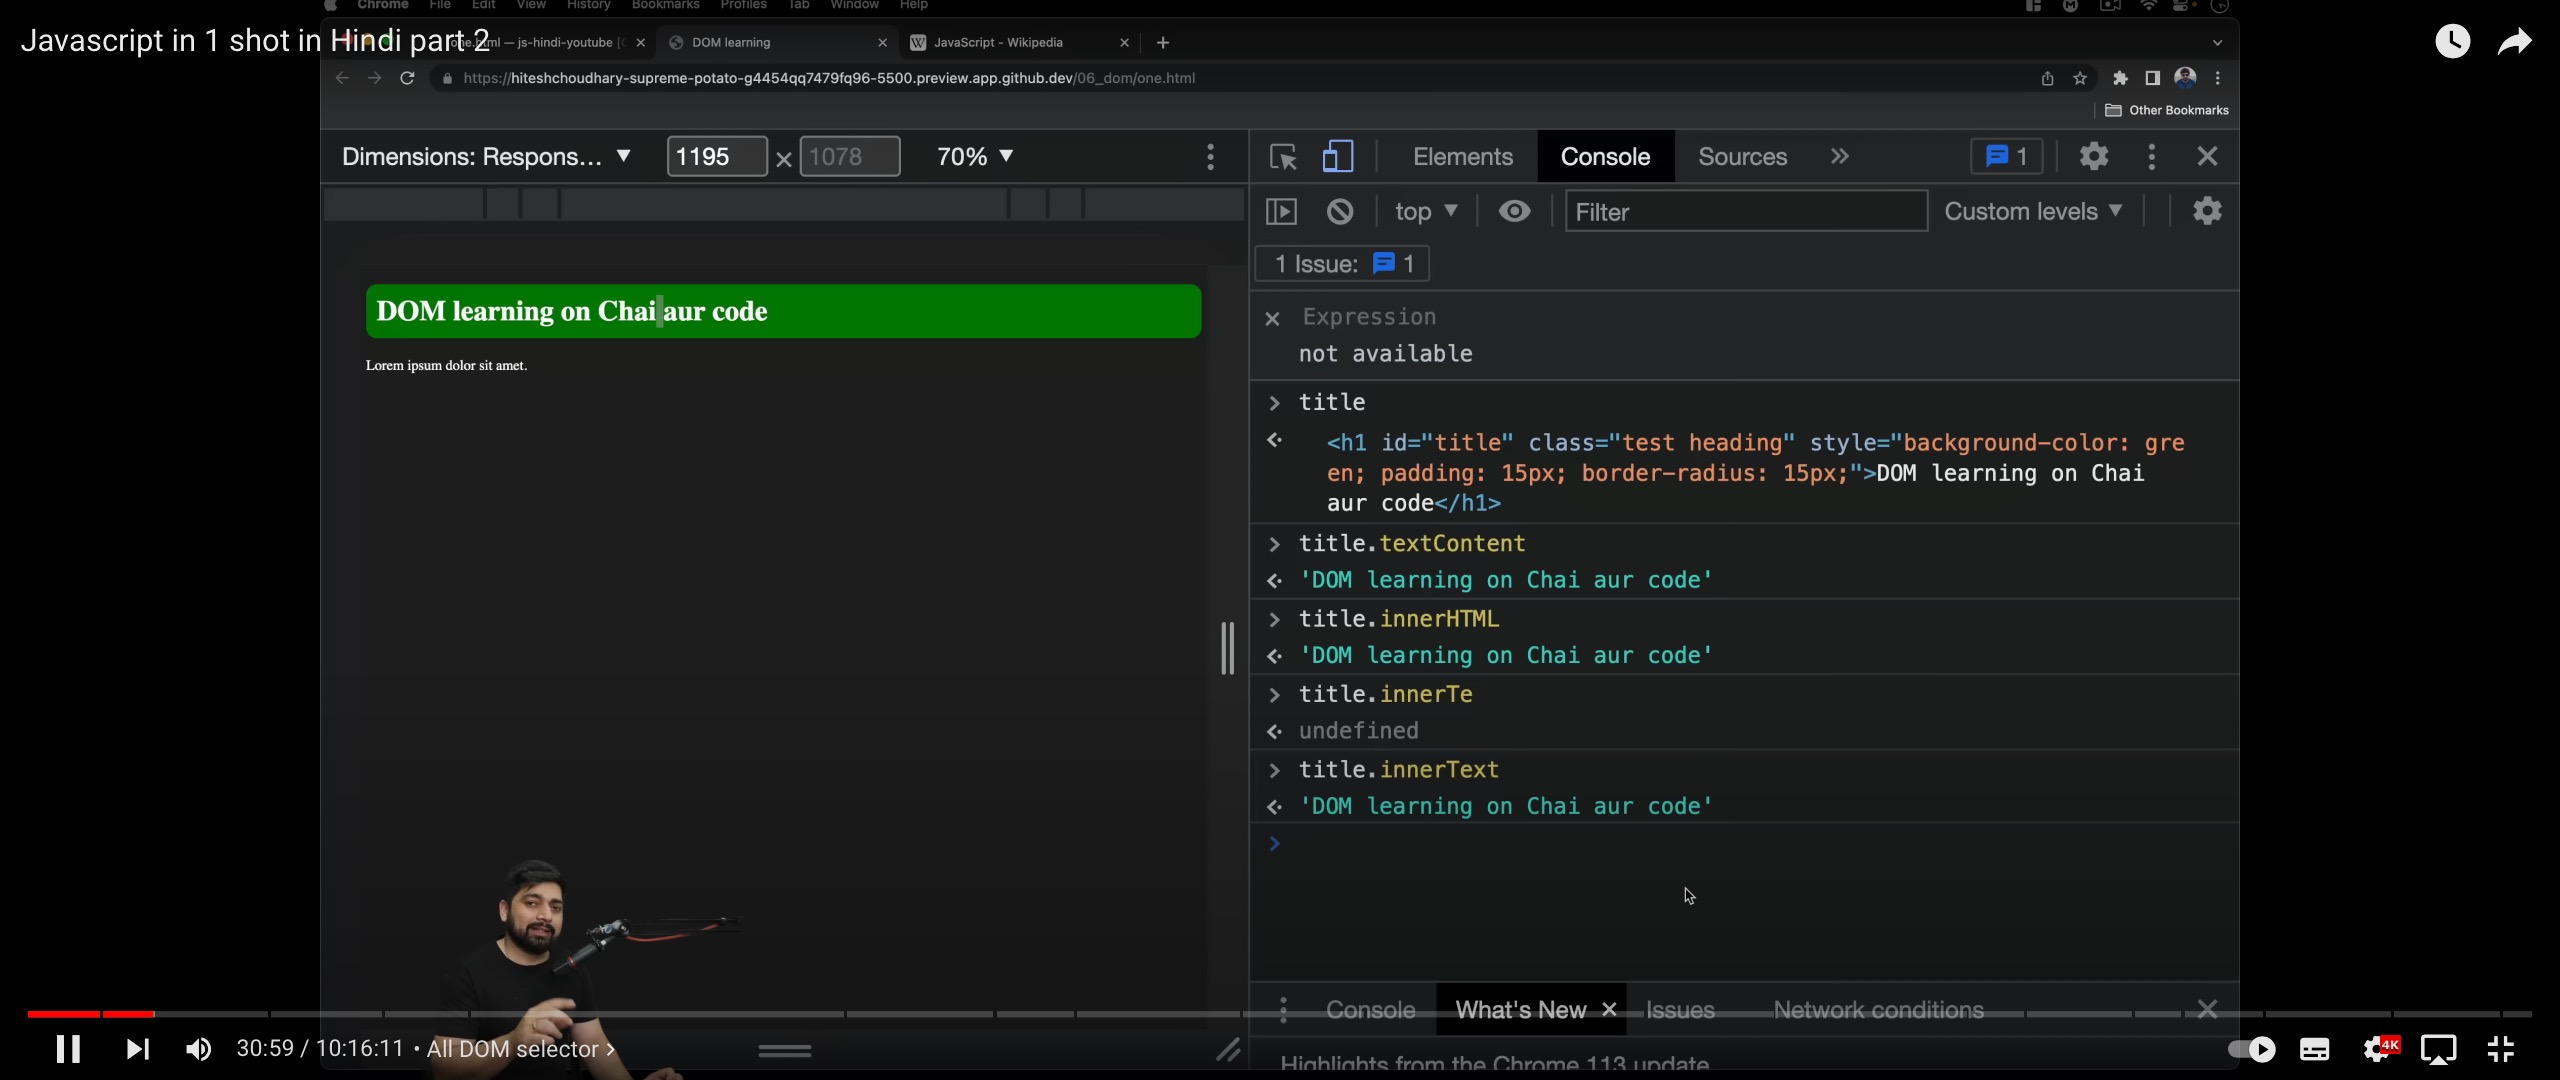 Chrome File Edit View History Bookmarks Profiles Tab Window Help
Javascript in 1 shot in Hindi part 2
one.html — js-hindi-youtube [
DOM learning
JavaScript - Wikipedia
https://hiteshchoudhary-supreme-potato-g4454qq7479fq96-5500.preview.app.github.dev/06_dom/one.html
Other Bookmarks
Dimensions: Respons... ▼ 1195 × 1078 70% ▼
Elements Console Sources » 1
top ▼ Filter Custom levels ▼
1 Issue: 1
DOM learning on Chai aur code
Lorem ipsum dolor sit amet.
Expression
not available
title
<h1 id="title" class="test heading" style="background-color: gre
en; padding: 15px; border-radius: 15px;">DOM learning on Chai
aur code</h1>
title.textContent
'DOM learning on Chai aur code'
title.innerHTML
'DOM learning on Chai aur code'
title.innerTe
undefined
title.innerText
'DOM learning on Chai aur code'
Console What's New × Issues Network conditions
Highlights from the Chrome 113 update
30:59 / 10:16:11 • All DOM selector ›
4K